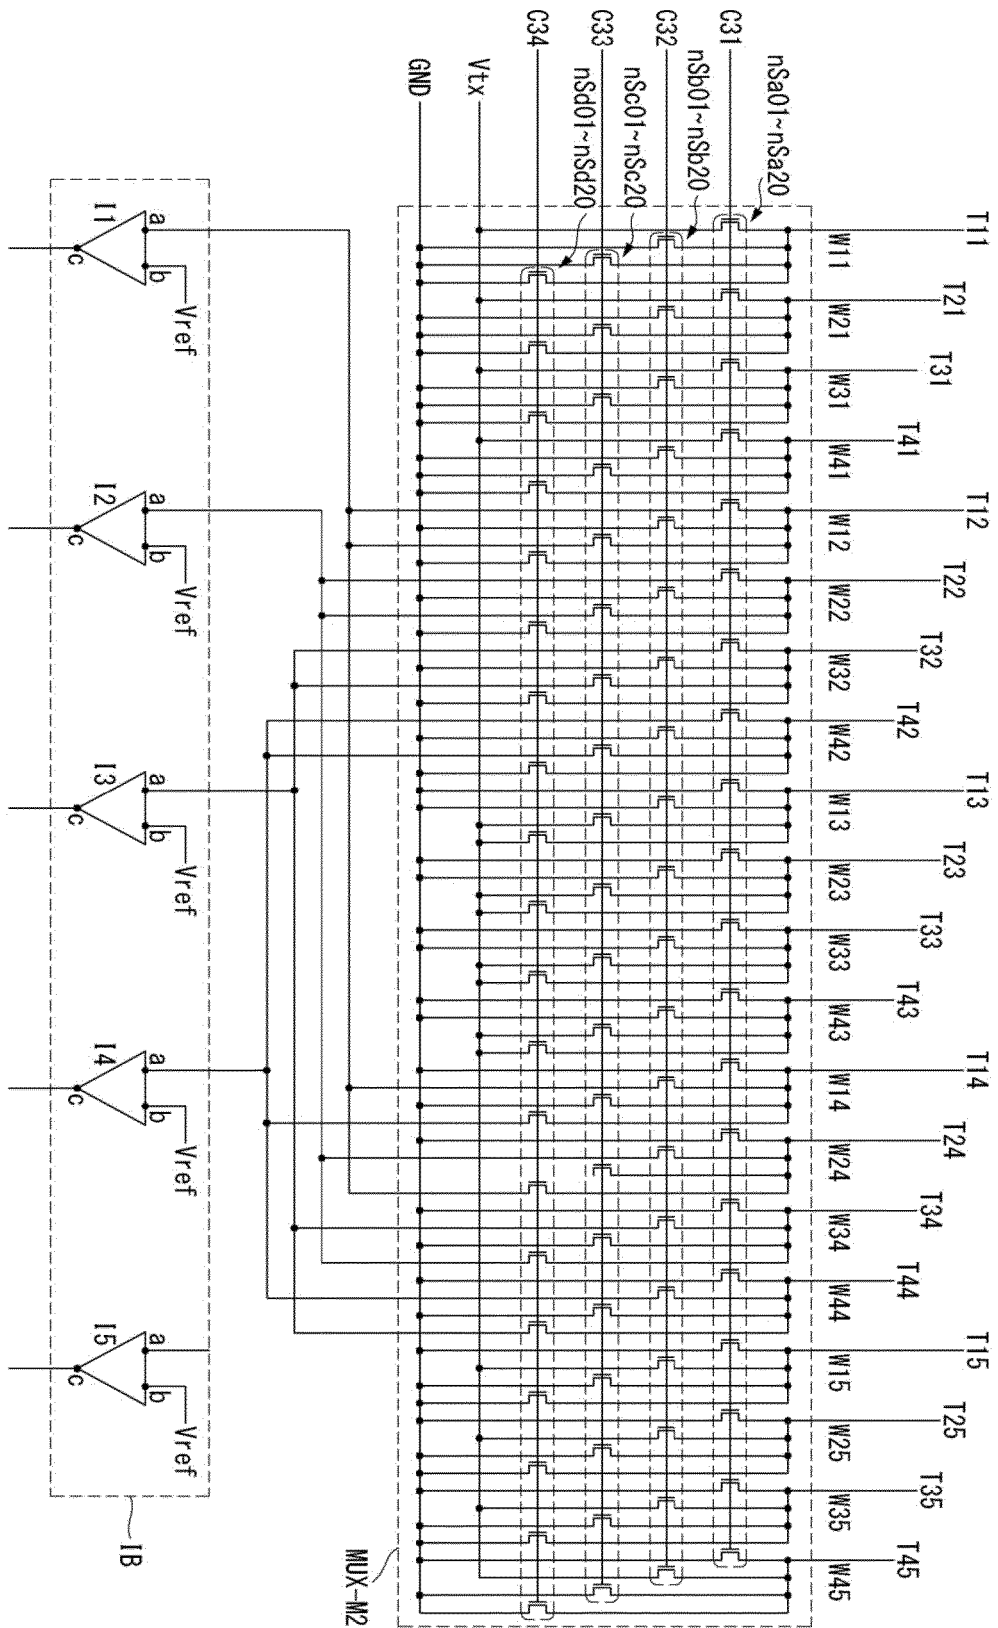 T11
T21
T31
T41
T12
T22
T32
T42
T13
T23
T33
T43
T14
T24
T34
T44
T15
T25
T35
T45
W11
W21
W31
W41
W12
W22
W32
W42
W13
W23
W33
W43
W14
W24
W34
W44
W15
W25
W35
W45
nSa01~nSa20
C31
nSb01~nSb20
C32
nSc01~nSc20
C33
nSd01~nSd20
C34
Vtx
GND
MUX-M2
a
b
Vref
I1
c
a
b
Vref
I2
c
a
b
Vref
I3
c
a
b
Vref
I4
c
a
b
Vref
I5
c
IB